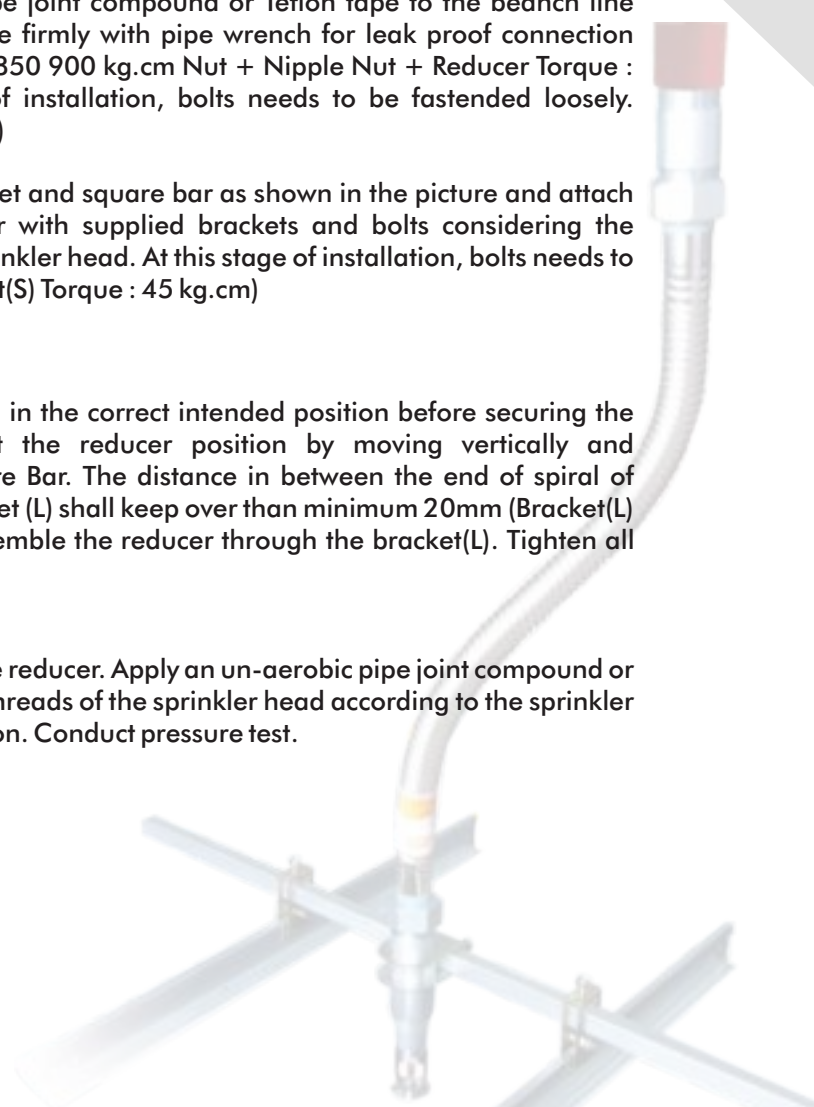 pe joint compound or Teflon tape to the beanch line
e firmly with pipe wrench for leak proof connection
850 900 kg.cm Nut + Nipple Nut + Reducer Torque :
of installation, bolts needs to be fastended loosely.
)
et and square bar as shown in the picture and attach
r with supplied brackets and bolts considering the
inkler head. At this stage of installation, bolts needs to
t(S) Torque : 45 kg.cm)
in the correct intended position before securing the
t the reducer position by moving vertically and
re Bar. The distance in between the end of spiral of
et (L) shall keep over than minimum 20mm (Bracket(L)
emble the reducer through the bracket(L). Tighten all
e reducer. Apply an un-aerobic pipe joint compound or
hreads of the sprinkler head according to the sprinkler
on. Conduct pressure test.